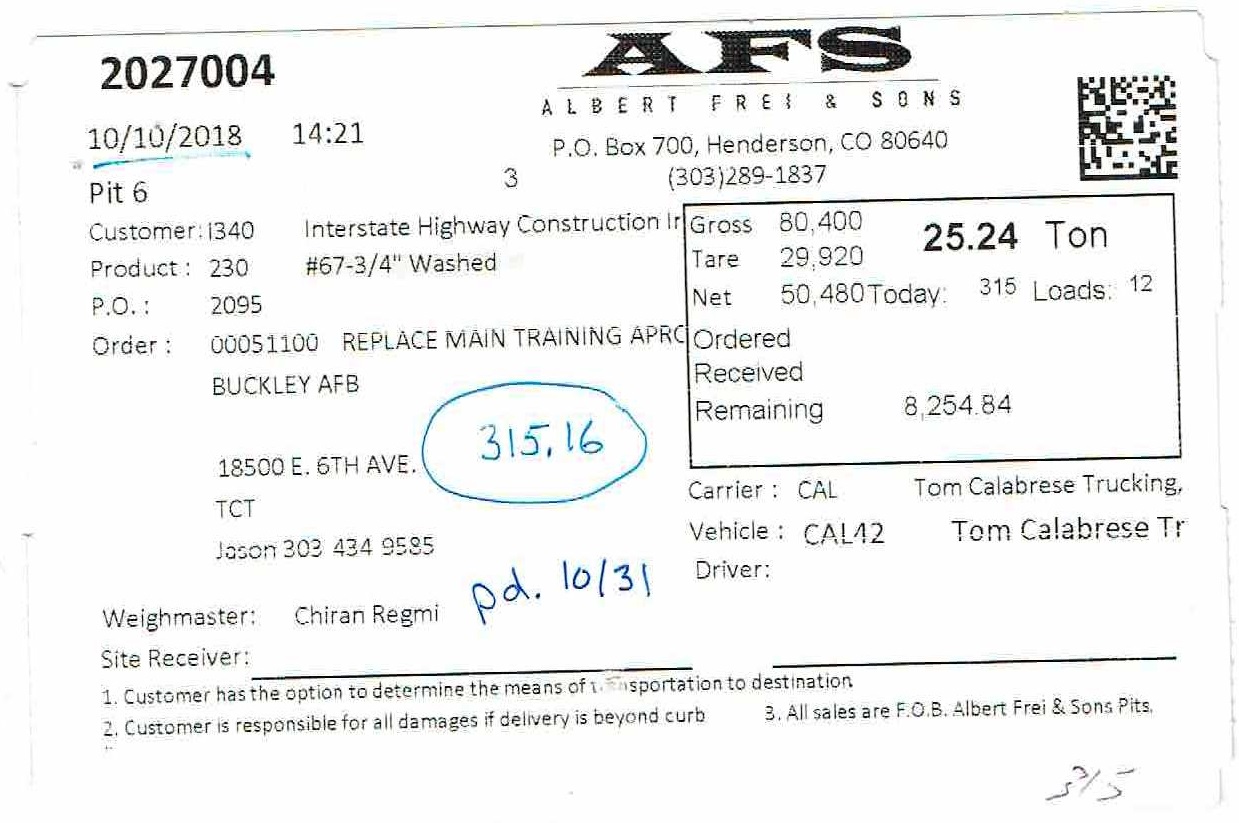 2027004
AFS
ALBERT FREI & SONS
10/10/2018 14:21
P.O. Box 700, Henderson, CO 80640
Pit 6
3
(303)289-1837
Customer: I340 Interstate Highway Construction Ir
Product : 230 #67-3/4" Washed
P.O. : 2095
Order : 00051100 REPLACE MAIN TRAINING APRO
BUCKLEY AFB
18500 E. 6TH AVE.
TCT
Jason 303 434 9585
Gross 80,400 25.24 Ton
Tare 29,920
Net 50,480 Today: 315 Loads: 12
Ordered
Received
Remaining 8,254.84
315.16
Carrier : CAL Tom Calabrese Trucking,
Vehicle : CAL42 Tom Calabrese Tr
Driver:
pd. 10/31
Weighmaster: Chiran Regmi
Site Receiver:
1. Customer has the option to determine the means of transportation to destination
2. Customer is responsible for all damages if delivery is beyond curb 3. All sales are F.O.B. Albert Frei & Sons Pits.
315